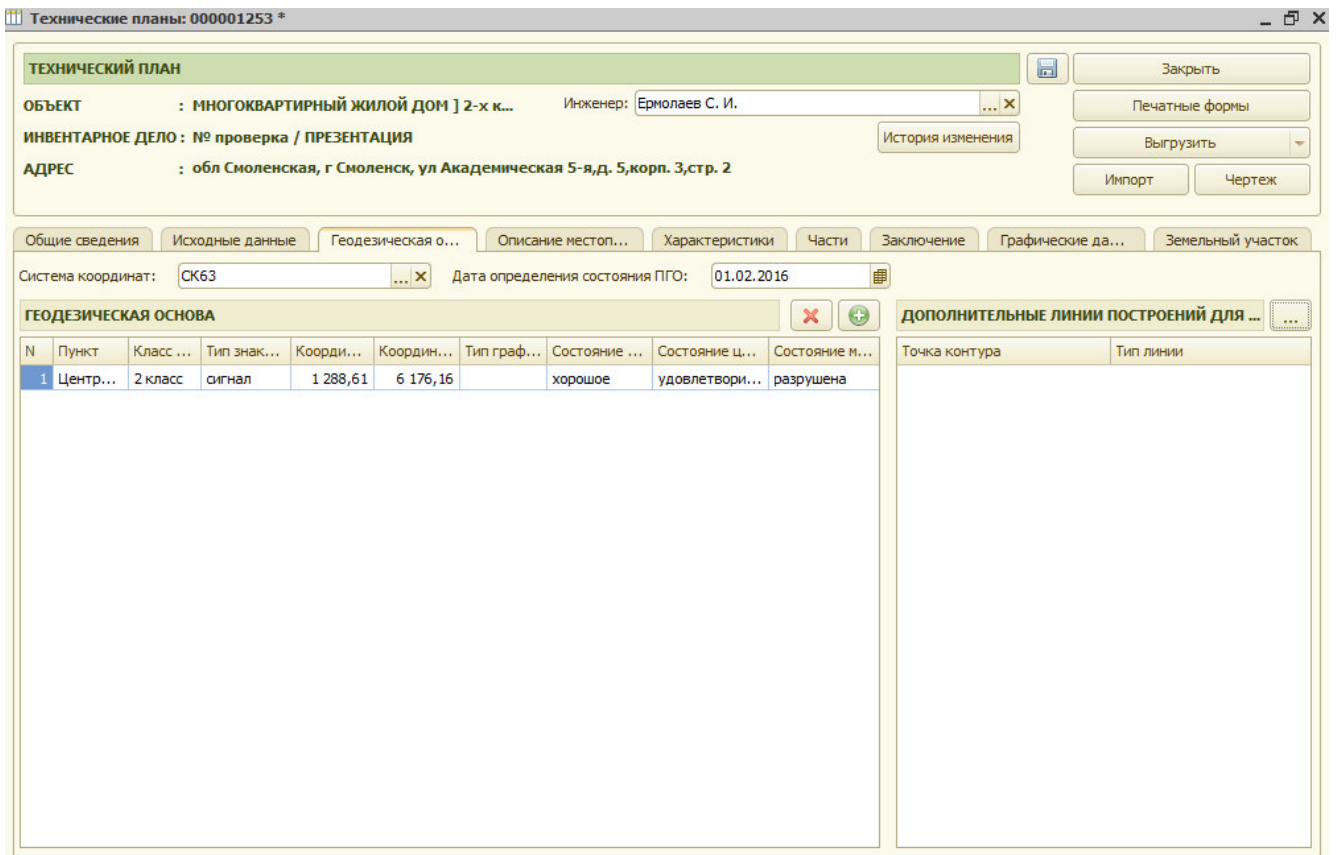 Технические планы: 000001253 *
ТЕХНИЧЕСКИЙ ПЛАН
Закрыть
ОБЪЕКТ : МНОГОКВАРТИРНЫЙ ЖИЛОЙ ДОМ ] 2-х к... Инженер: Ермолаев С. И. ... Печатные формы
ИНВЕНТАРНОЕ ДЕЛО : № проверка / ПРЕЗЕНТАЦИЯ История изменения Выгрузить
АДРЕС : обл Смоленская, г Смоленск, ул Академическая 5-я,д. 5,корп. 3,стр. 2
Импорт Чертеж
Общие сведения Исходные данные Геодезическая о... Описание местоп... Характеристики Части Заключение Графические да... Земельный участок
Система координат: СК63 ... Дата определения состояния ПГО: 01.02.2016
ГЕОДЕЗИЧЕСКАЯ ОСНОВА ДОПОЛНИТЕЛЬНЫЕ ЛИНИИ ПОСТРОЕНИЙ ДЛЯ ... ...
N Пункт Класс ... Тип знак... Коорди... Координ... Тип граф... Состояние ... Состояние ц... Состояние м... Точка контура Тип линии
1 Центр... 2 класс сигнал 1 288,61 6 176,16 хорошое удовлетвори... разрушена